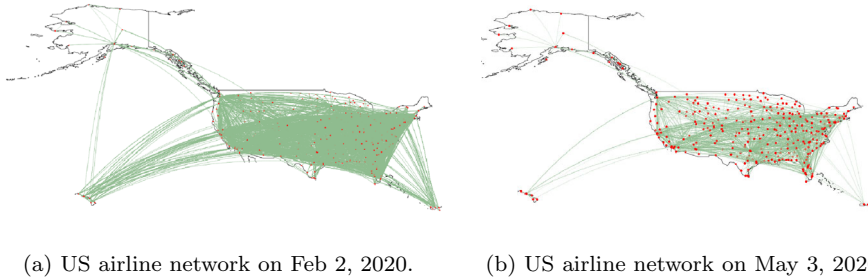 (a) US airline network on Feb 2, 2020.
(b) US airline network on May 3, 202